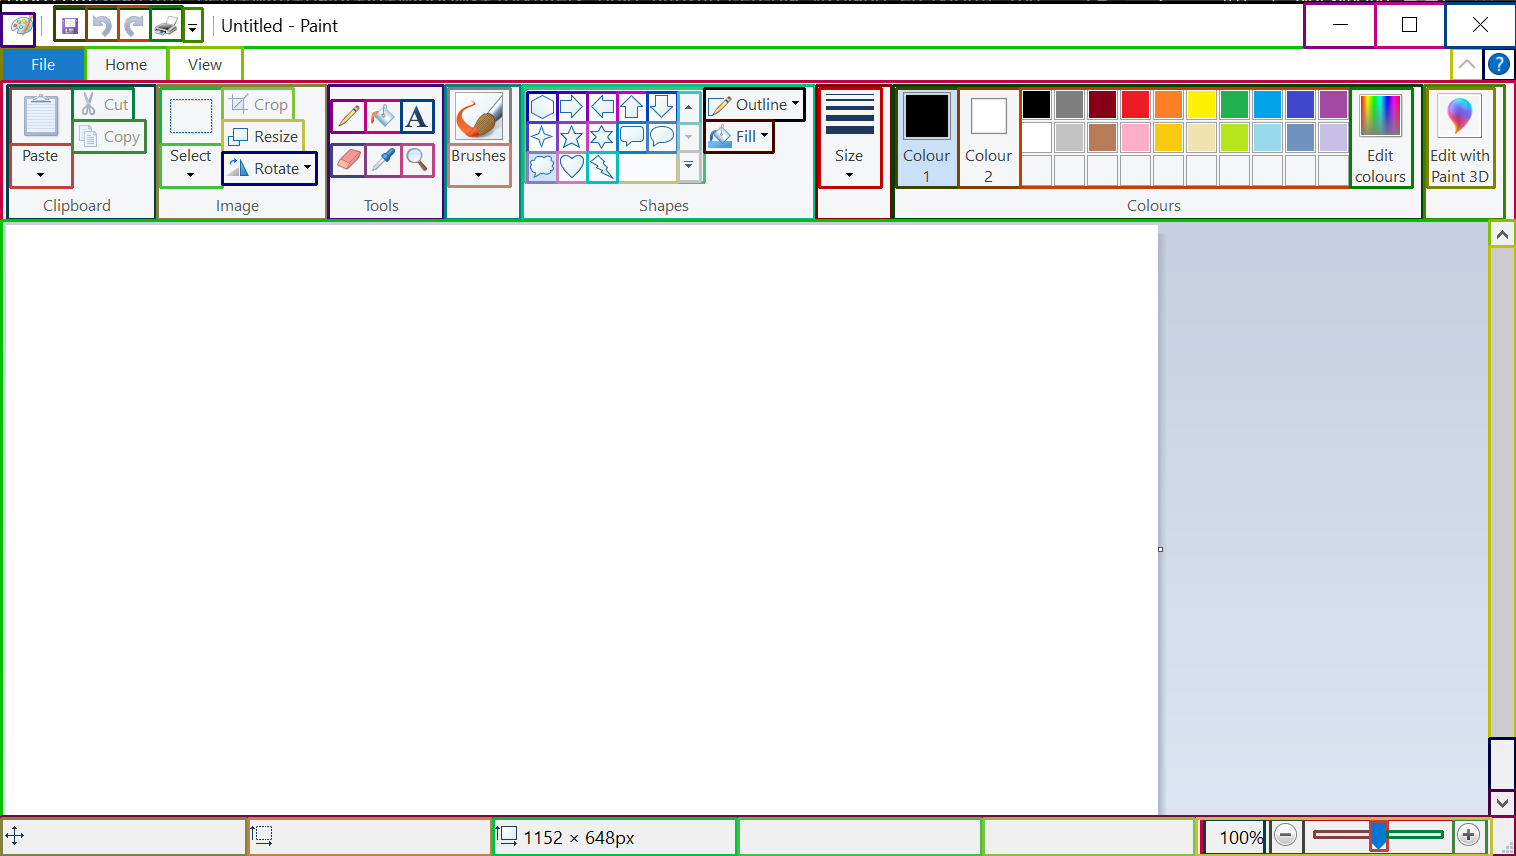 Untitled - Paint
File
Home
View
Paste
Cut
Copy
Clipboard
Select
Crop
Resize
Rotate
Image
A
Tools
Brushes
Outline
Fill
Shapes
Size
Colour
1
Colour
2
Edit
colours
Colours
Edit with
Paint 3D
1152 × 648px
100%